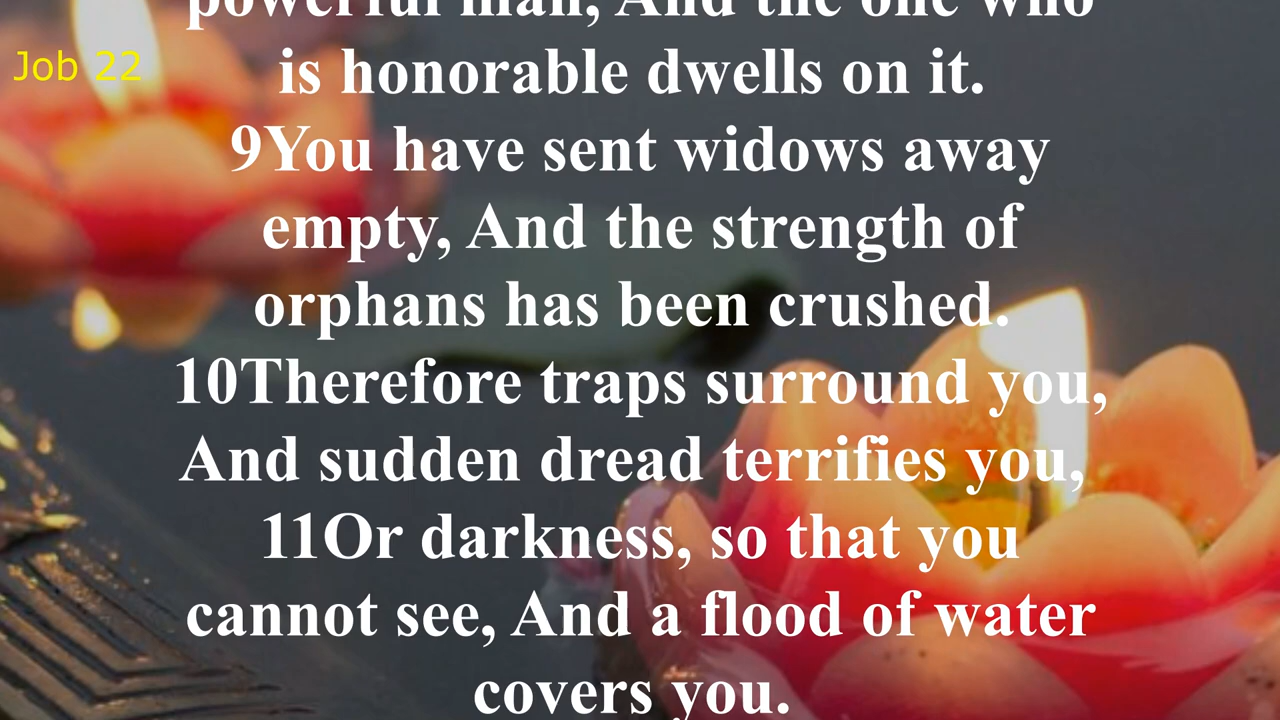 powerful man, And the one who
Job 22
is honorable dwells on it.
9You have sent widows away
empty, And the strength of
orphans has been crushed.
10Therefore traps surround you,
And sudden dread terrifies you,
11Or darkness, so that you
cannot see, And a flood of water
covers you.